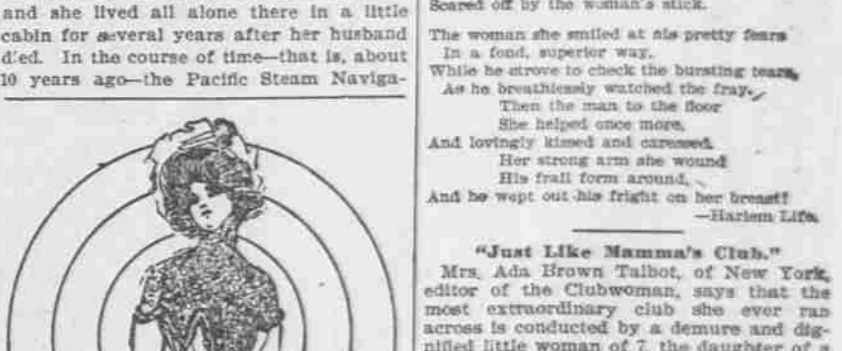 and she lived all alone there in a little
cabin for several years after her husband
died. In the course of time—that is, about
10 years ago—the Pacific Steam Naviga-
Scared off by the woman's stick.
The woman she smiled at his pretty fears
In a fond, superior way,
While he strove to check the bursting tears,
As he breathlessly watched the fray.
Then the man to the floor
She helped once more,
And lovingly kissed and caressed.
Her strong arm she wound
His frail form around,
And he wept out his fright on her breast!
—Harlem Life.
"Just Like Mamma's Club."
Mrs. Ada Brown Talbot, of New York,
editor of the Clubwoman, says that the
most extraordinary club she ever ran
across is conducted by a demure and dig-
nified little woman of 7, the daughter of a